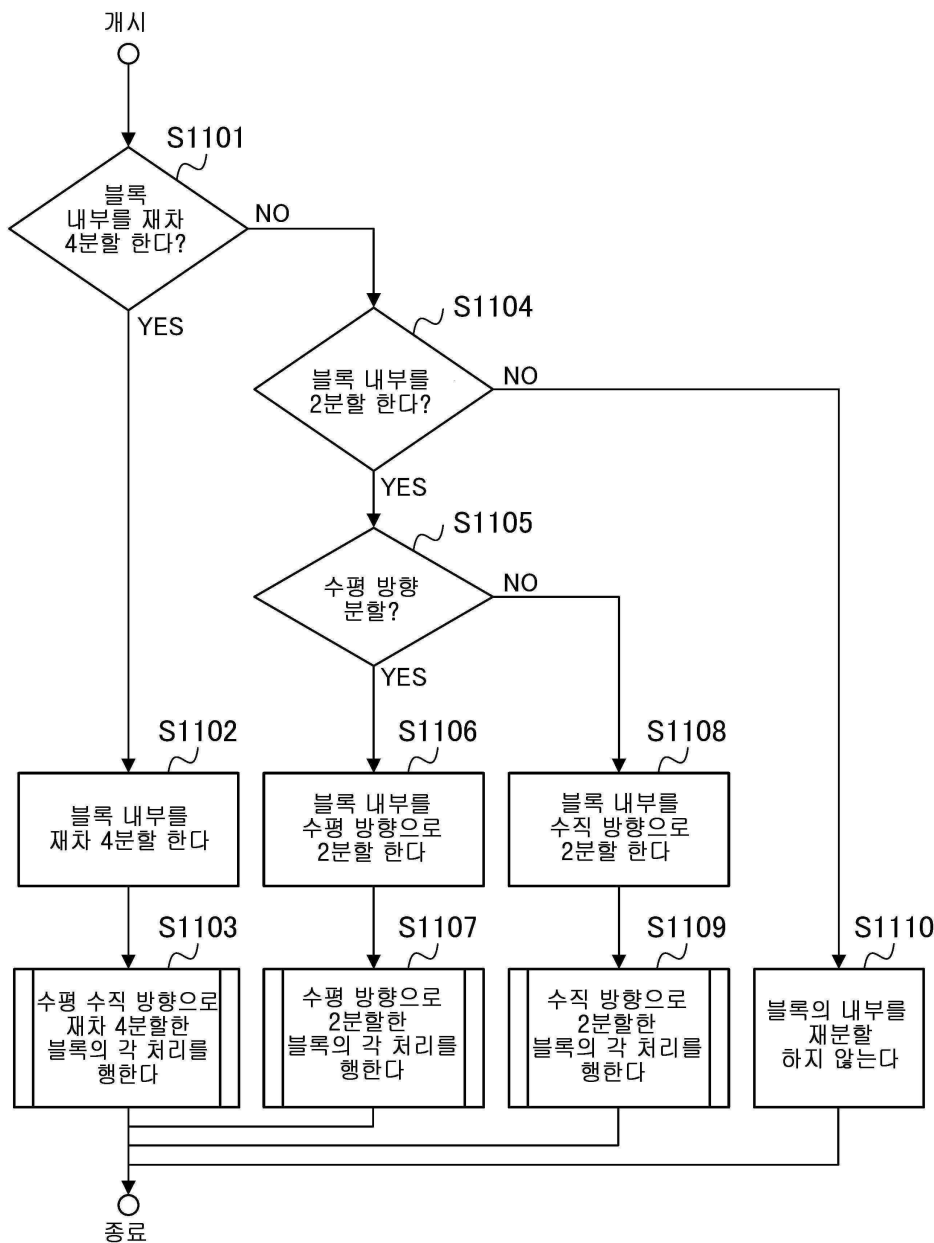 개시
S1101
블록
내부를 재차
4분할 한다?
NO
YES
S1104
블록 내부를
2분할 한다?
NO
YES
S1105
수평 방향
분할?
NO
YES
S1102
블록 내부를
재차 4분할 한다
S1106
블록 내부를
수평 방향으로
2분할 한다
S1108
블록 내부를
수직 방향으로
2분할 한다
S1103
수평 수직 방향으로
재차 4분할한
블록의 각 처리를
행한다
S1107
수평 방향으로
2분할한
블록의 각 처리를
행한다
S1109
수직 방향으로
2분할한
블록의 각 처리를
행한다
S1110
블록의 내부를
재분할
하지 않는다
종료